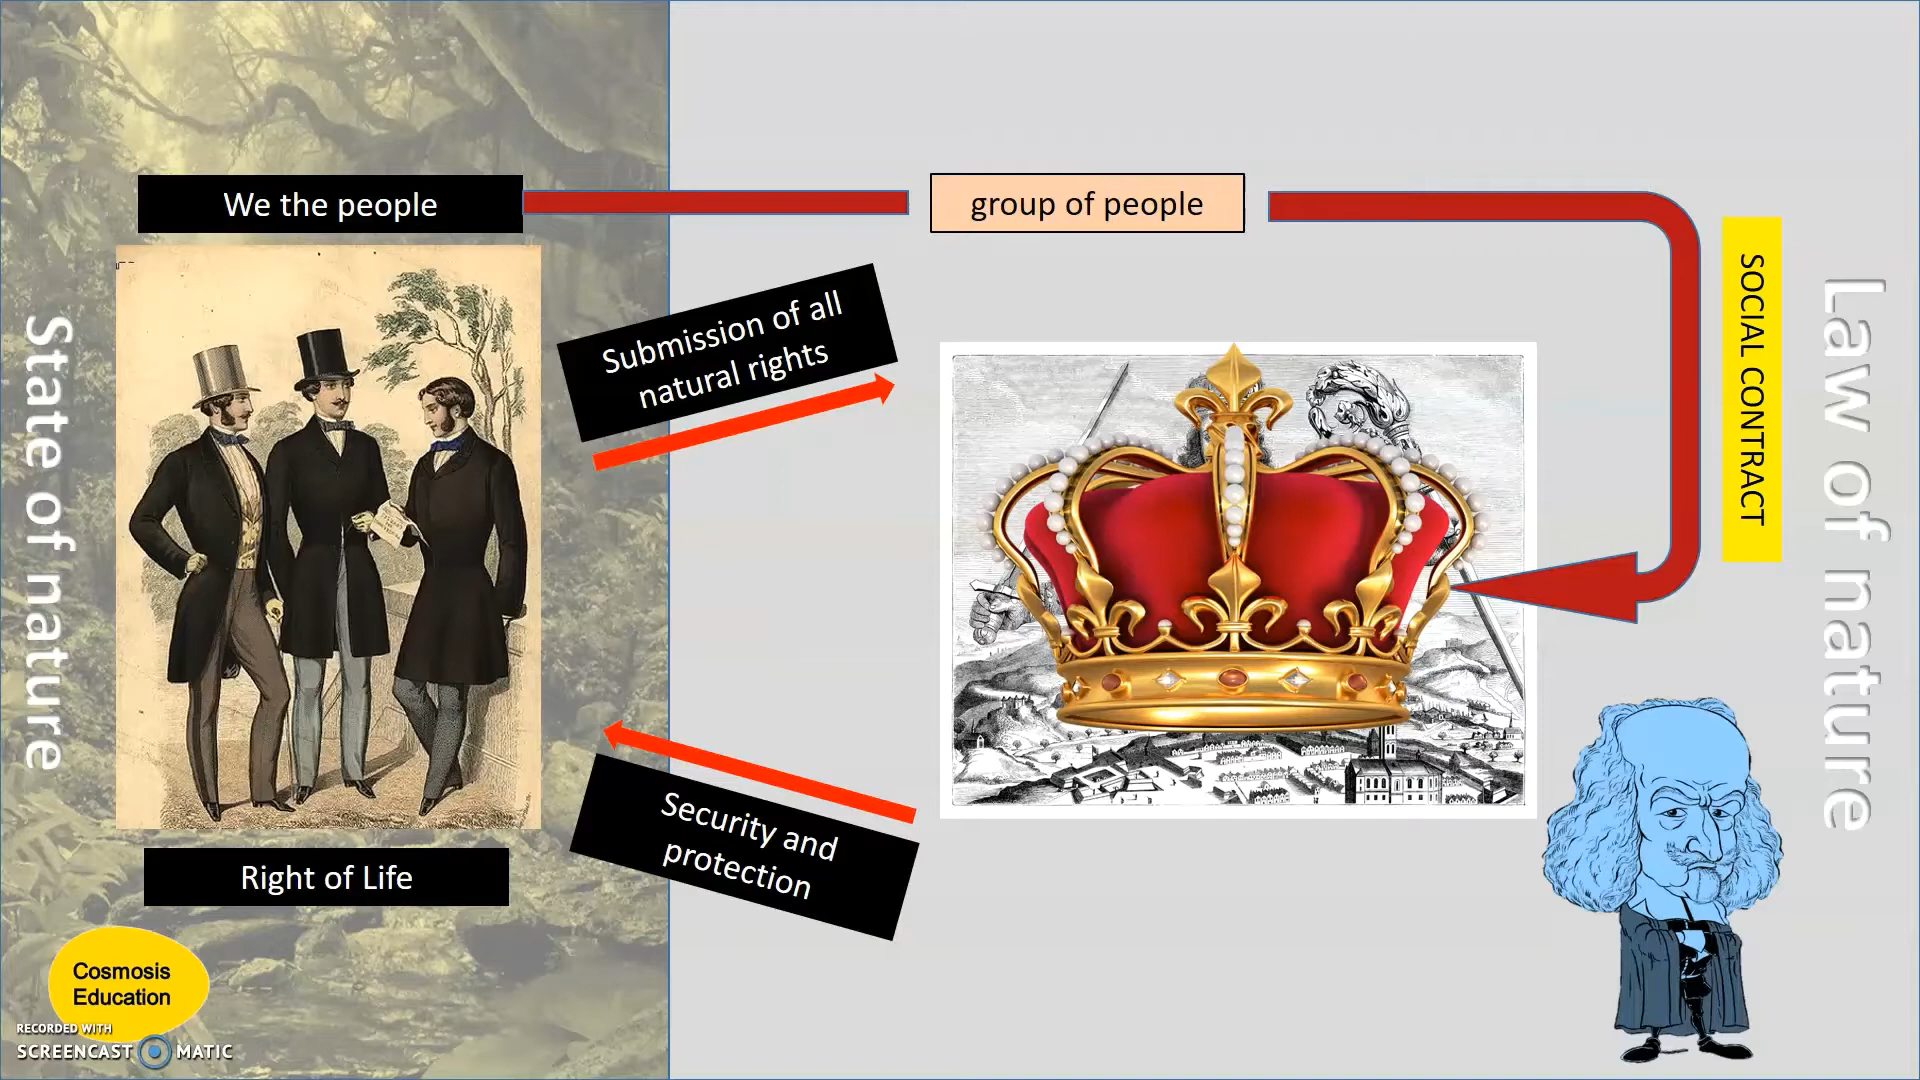 State of nature
We the people
group of people
SOCIAL CONTRACT
Law of nature
Submission of all
natural rights
Security and
protection
Right of Life
Cosmosis
Education
RECORDED WITH
SCREENCAST MATIC